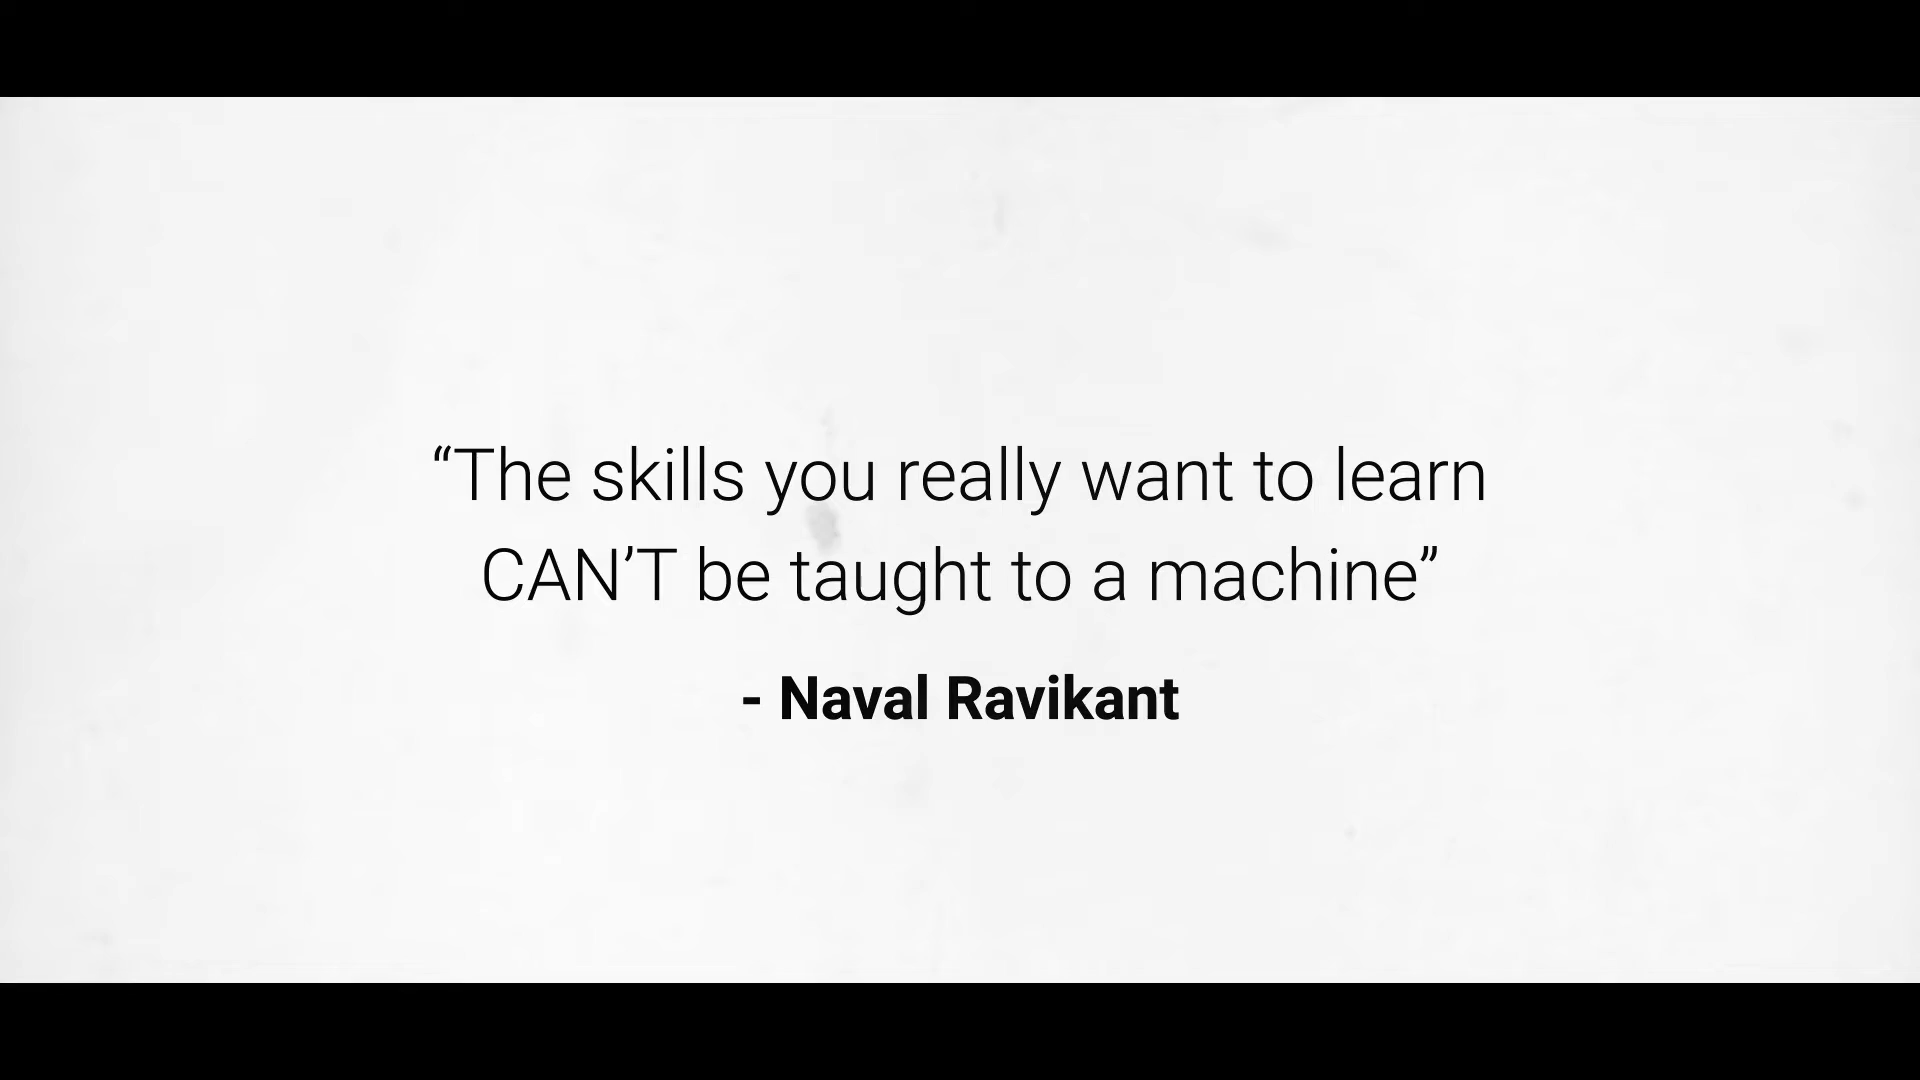 “The skills you really want to learn
CAN’T be taught to a machine”
- Naval Ravikant